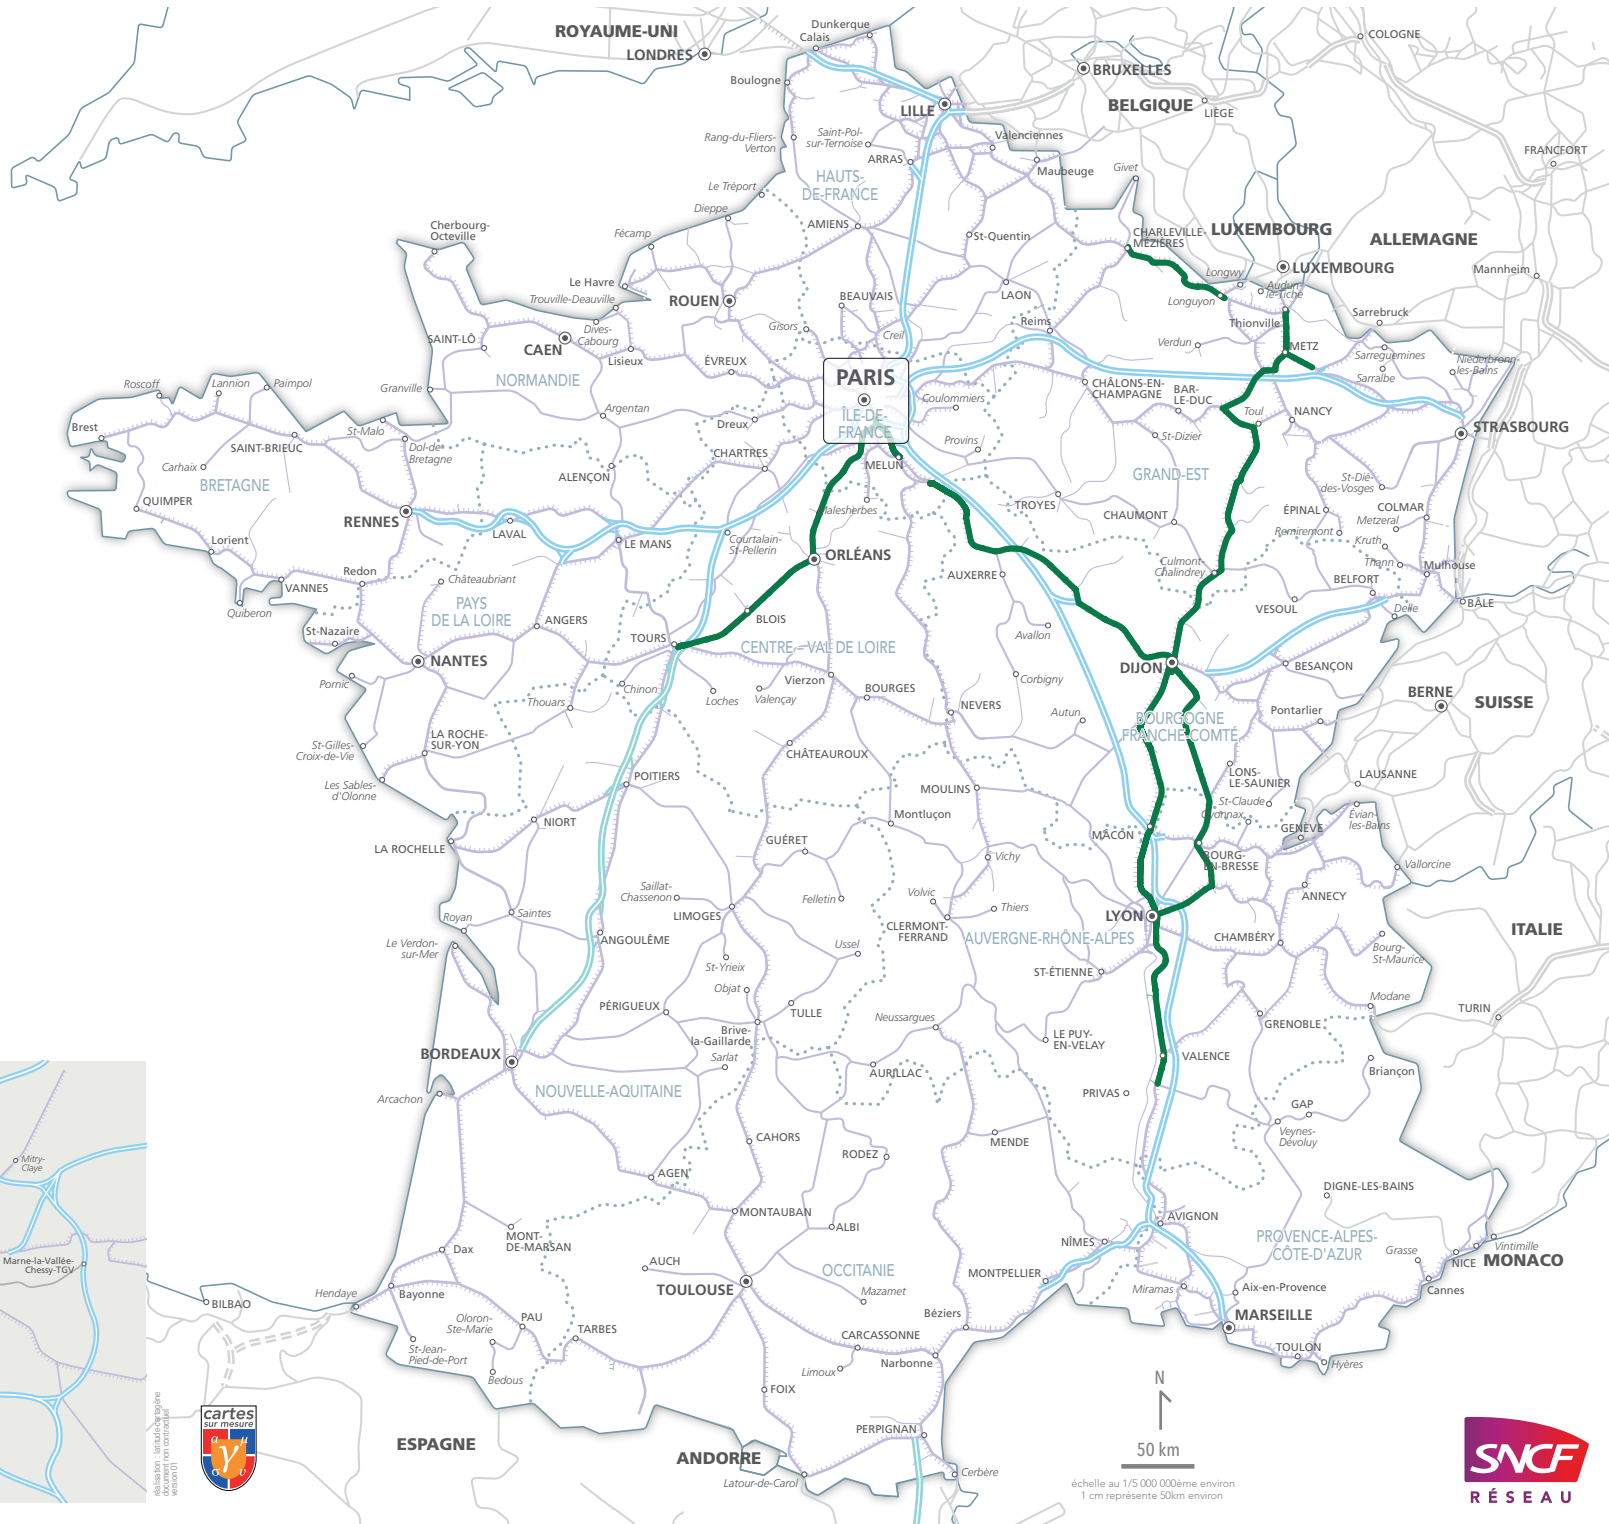 ROYAUME-UNI
LONDRES
Dunkerque
Calais
Boulogne
LILLE
BRUXELLES
BELGIQUE
LIÈGE
COLOGNE
FRANCFORT
Rang-du-Fliers-
Verton
Saint-Pol-
sur-Ternoise
ARRAS
Valenciennes
Maubeuge
Givet
HAUTS-
DE-FRANCE
Le Tréport
Dieppe
AMIENS
St-Quentin
CHARLEVILLE-
MÉZIÈRES
LUXEMBOURG
LUXEMBOURG
ALLEMAGNE
Mannheim
Cherbourg-
Octeville
Fécamp
Le Havre
Trouville-Deauville
ROUEN
BEAUVAIS
LAON
Longwy
Longuyon
Audun-
le-Tiche
Thionville
Sarrebruck
SAINT-LÔ
CAEN
Dives-
Cabourg
Lisieux
Gisors
Creil
Reims
Verdun
METZ
Sarreguemines
Sarralbe
Niederbronn-
les-Bains
NORMANDIE
ÉVREUX
PARIS
ÎLE-DE-
FRANCE
Coulommiers
CHÂLONS-EN-
CHAMPAGNE
BAR-
LE-DUC
Toul
NANCY
STRASBOURG
Roscoff
Lannion
Paimpol
Granville
Argentan
Dreux
Brest
St-Malo
SAINT-BRIEUC
Dol-de-
Bretagne
CHARTRES
MELUN
Provins
St-Dizier
GRAND-EST
Carhaix
BRETAGNE
ALENÇON
QUIMPER
Malesherbes
TROYES
CHAUMONT
St-Dié-
des-Vosges
ÉPINAL
COLMAR
Metzeral
Remiremont
Kruth
Thann
Mulhouse
RENNES
LAVAL
LE MANS
Courtalain-
St-Pellerin
ORLÉANS
Lorient
Redon
VANNES
Quiberon
Châteaubriant
AUXERRE
Culmont-
Chalindrey
BELFORT
VESOUL
Delle
BÂLE
PAYS
DE LA LOIRE
ANGERS
BLOIS
TOURS
Avallon
St-Nazaire
NANTES
CENTRE – VAL DE LOIRE
DIJON
BESANÇON
Pornic
Chinon
Loches
Valençay
Vierzon
BOURGES
Corbigny
NEVERS
Autun
BERNE
SUISSE
Thouars
BOURGOGNE
FRANCHE-COMTÉ
Pontarlier
St-Gilles-
Croix-de-Vie
LA ROCHE-
SUR-YON
CHÂTEAUROUX
LONS-
LE-SAUNIER
LAUSANNE
Les Sables-
d'Olonne
POITIERS
MOULINS
St-Claude
Oyonnax
NIORT
Montluçon
MÂCON
GENÈVE
Évian-
les-Bains
LA ROCHELLE
GUÉRET
Vichy
BOURG-
EN-BRESSE
Vallorcine
Saillat-
Chassenon
Felletin
Volvic
Thiers
ANNECY
Royan
Saintes
LIMOGES
CLERMONT-
FERRAND
LYON
ITALIE
Le Verdon-
sur-Mer
ANGOULÊME
Ussel
AUVERGNE-RHÔNE-ALPES
CHAMBÉRY
Bourg-
St-Maurice
St-Yrieix
ST-ÉTIENNE
Objat
Modane
PÉRIGUEUX
TULLE
Neussargues
GRENOBLE
TURIN
Brive-
la-Gaillarde
LE PUY-
EN-VELAY
BORDEAUX
Sarlat
VALENCE
AURILLAC
Briançon
NOUVELLE-AQUITAINE
Arcachon
PRIVAS
GAP
Veynes-
Dévoluy
CAHORS
MENDE
RODEZ
Mitry-
Claye
AGEN
DIGNE-LES-BAINS
MONTAUBAN
ALBI
AVIGNON
Marne-la-Vallée-
Chessy-TGV
Dax
MONT-
DE-MARSAN
NÎMES
PROVENCE-ALPES-
CÔTE-D'AZUR
Grasse
Vintimille
NICE
MONACO
AUCH
OCCITANIE
MONTPELLIER
Cannes
Hendaye
BILBAO
Bayonne
TOULOUSE
Mazamet
Miramas
Aix-en-Provence
Oloron-
Ste-Marie
PAU
TARBES
Béziers
MARSEILLE
CARCASSONNE
TOULON
Hyères
St-Jean-
Pied-de-Port
Bedous
Limoux
Narbonne
FOIX
PERPIGNAN
ESPAGNE
ANDORRE
Latour-de-Carol
Cerbère
N
50 km
échelle au 1/5 000 000ème environ
1 cm représente 50km environ
réalisation : latitude-cartagène
document non contractuel
version 01
cartes
sur mesure
α
μ
γ
σ
υ
SNCF
RÉSEAU